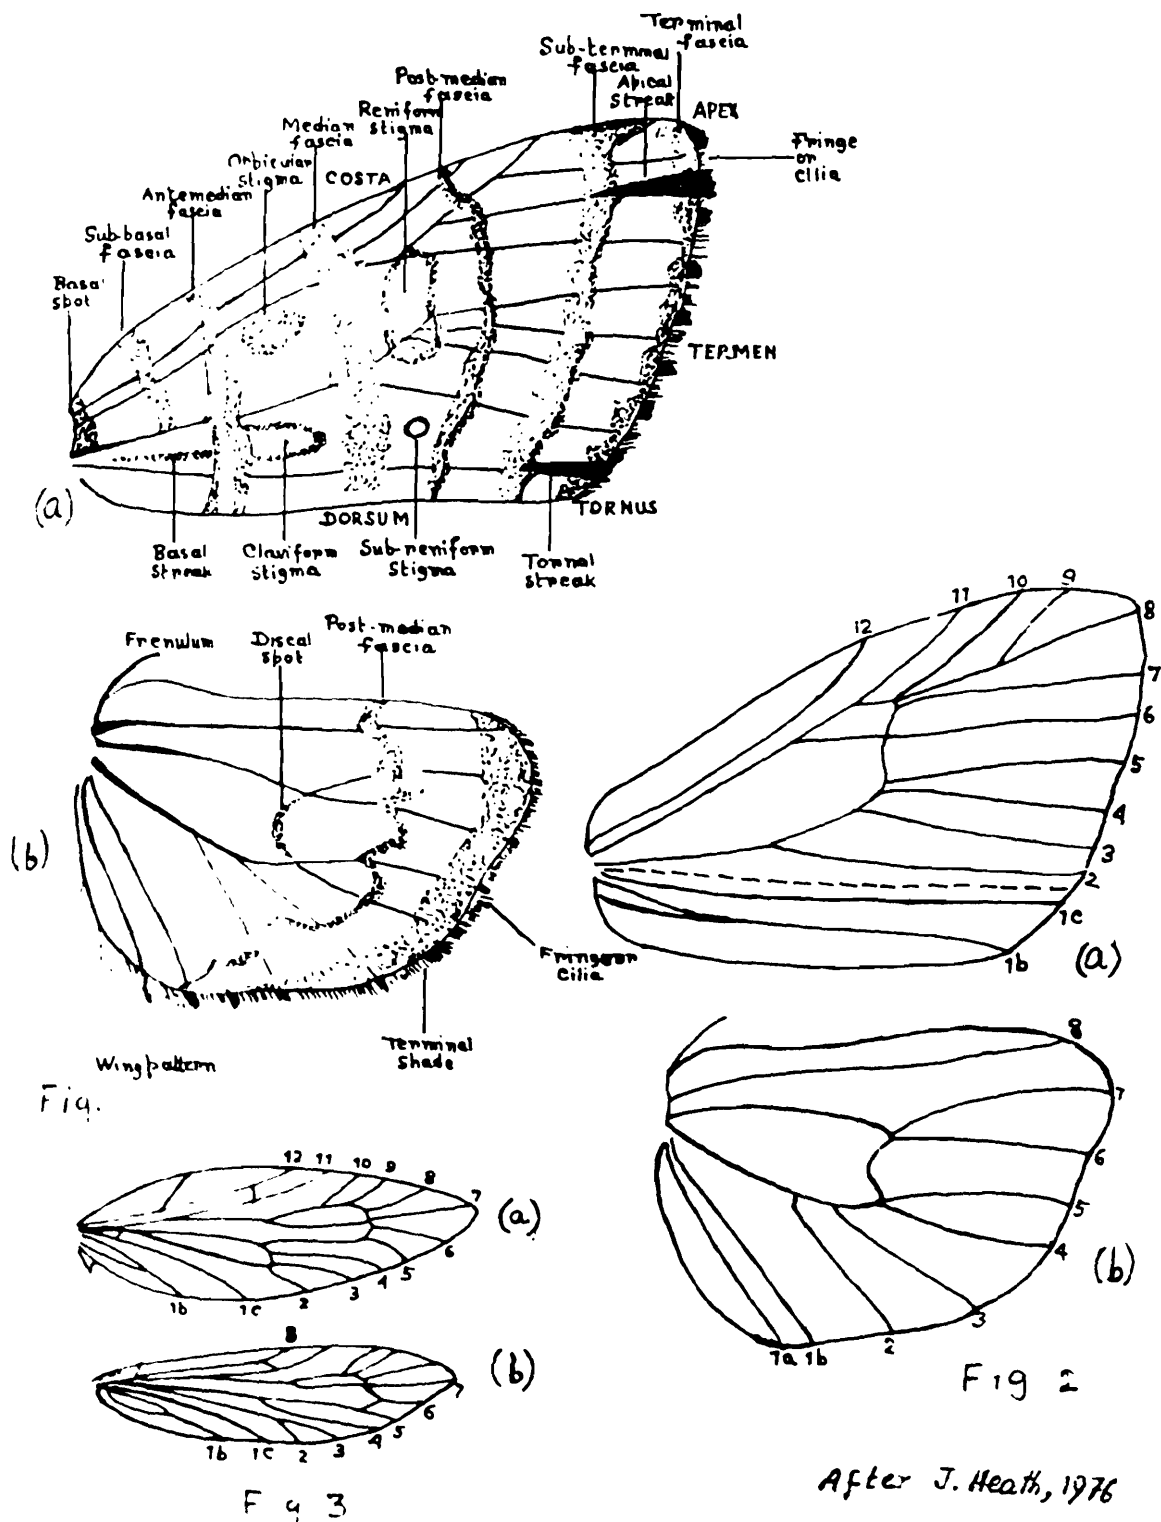 Terminal
fascia
Sub-terminal
fascia
Apical
Streak
Post-median
fascia
Reniform
stigma
APEX
Median
fascia
Fringe
or
Cilia
Orbicular
stigma
COSTA
Antemedian
fascia
Sub-basal
fascia
Basal
spot
TERMEN
(a)
DORSUM
TORNUS
Basal
Streak
Claviform
Stigma
Sub-reniform
Stigma
Tornal
streak
Frenulum
Discal
spot
Post-median
fascia
(b)
Fringe or
Cilia
Terminal
Shade
Wing pattern
Fig.
12 11 10 9 8 7 6 5 4 3 2 1c 1b
(a)
8 7 6 5 4 3 2 1b 1a
(b)
Fig 2
12 11 10 9 8 7 6 5 4 3 2 1c 1b
(a)
8
6 5 4 3 2 1c 1b
(b)
F g 3
After J. Heath, 1976